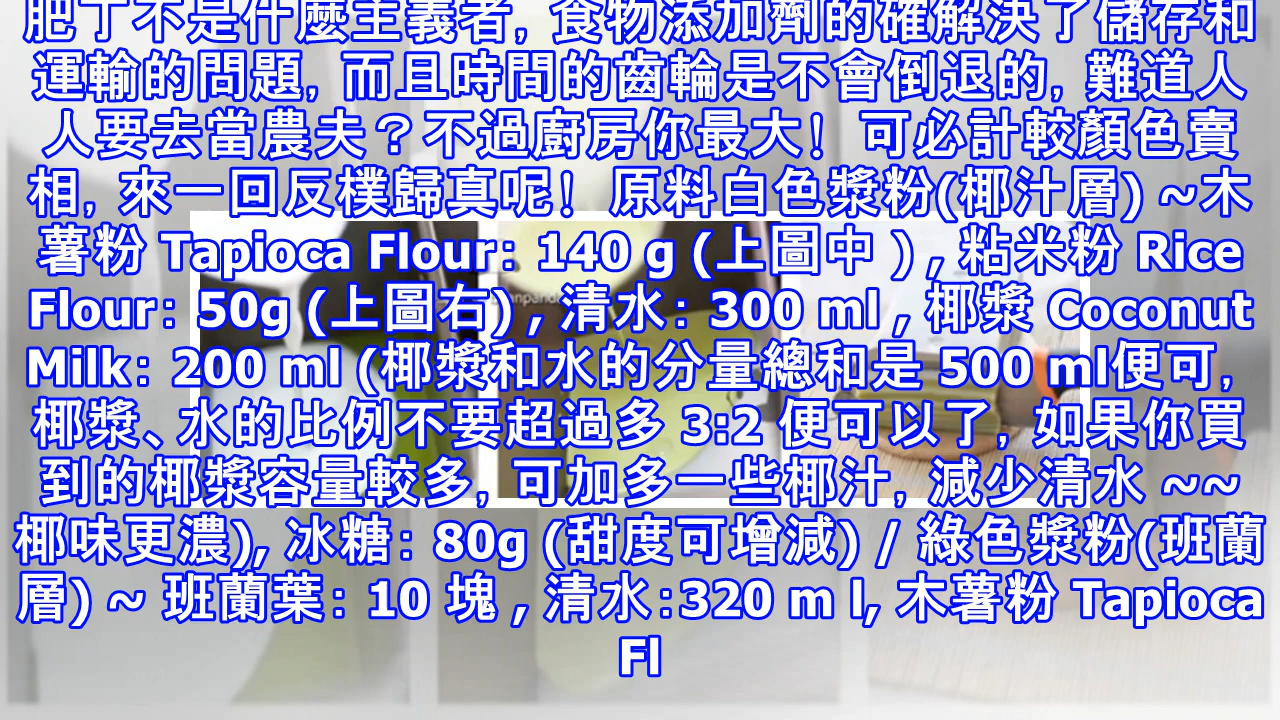 肥丁不是什麼主義者, 食物添加劑的確解決了儲存和
運輸的問題, 而且時間的齒輪是不會倒退的, 難道人
人要去當農夫？不過廚房你最大！ 可必計較顏色賣
相, 來一回反樸歸真呢！ 原料白色漿粉(椰汁層) ~木
薯粉 Tapioca Flour：140 g (上圖中 ) , 粘米粉 Rice
Flour：50g (上圖右) , 清水：300 ml , 椰漿 Coconut
Milk：200 ml (椰漿和水的分量總和是 500 ml便可,
椰漿、水的比例不要超過多 3:2 便可以了, 如果你買
到的椰漿容量較多, 可加多一些椰汁, 減少清水 ~~
椰味更濃), 冰糖：80g (甜度可增減) / 綠色漿粉(班蘭
層) ~ 班蘭葉：10 塊 , 清水：320 m l, 木薯粉 Tapioca
Fl